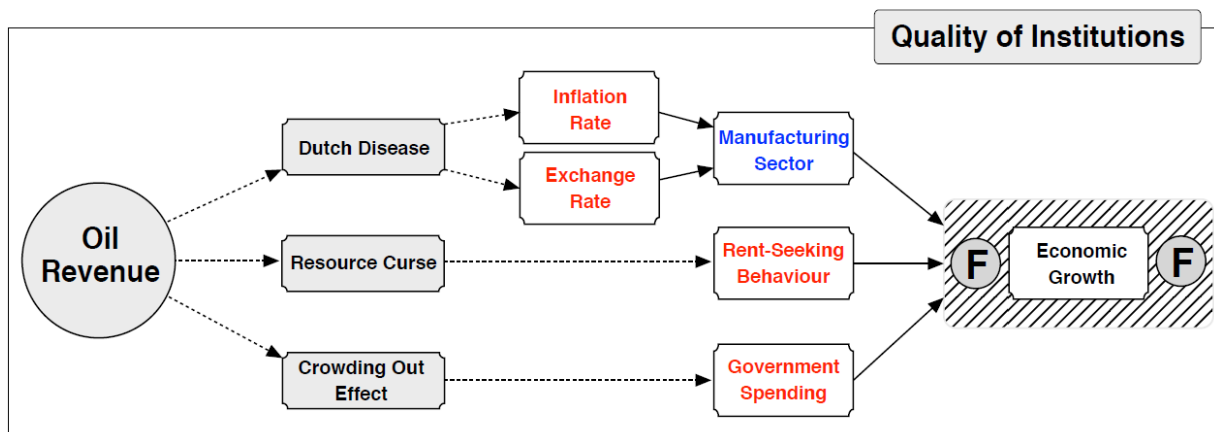 Quality of Institutions
Inflation
Rate
Dutch Disease
Manufacturing
Sector
Exchange
Rate
Oil
Revenue
Resource Curse
Rent-Seeking
Behaviour
F
Economic
Growth
F
Crowding Out
Effect
Government
Spending